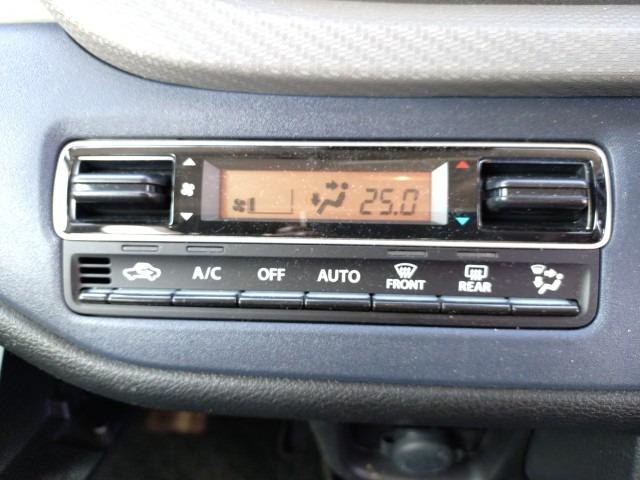 25.0
A/C OFF AUTO FRONT REAR